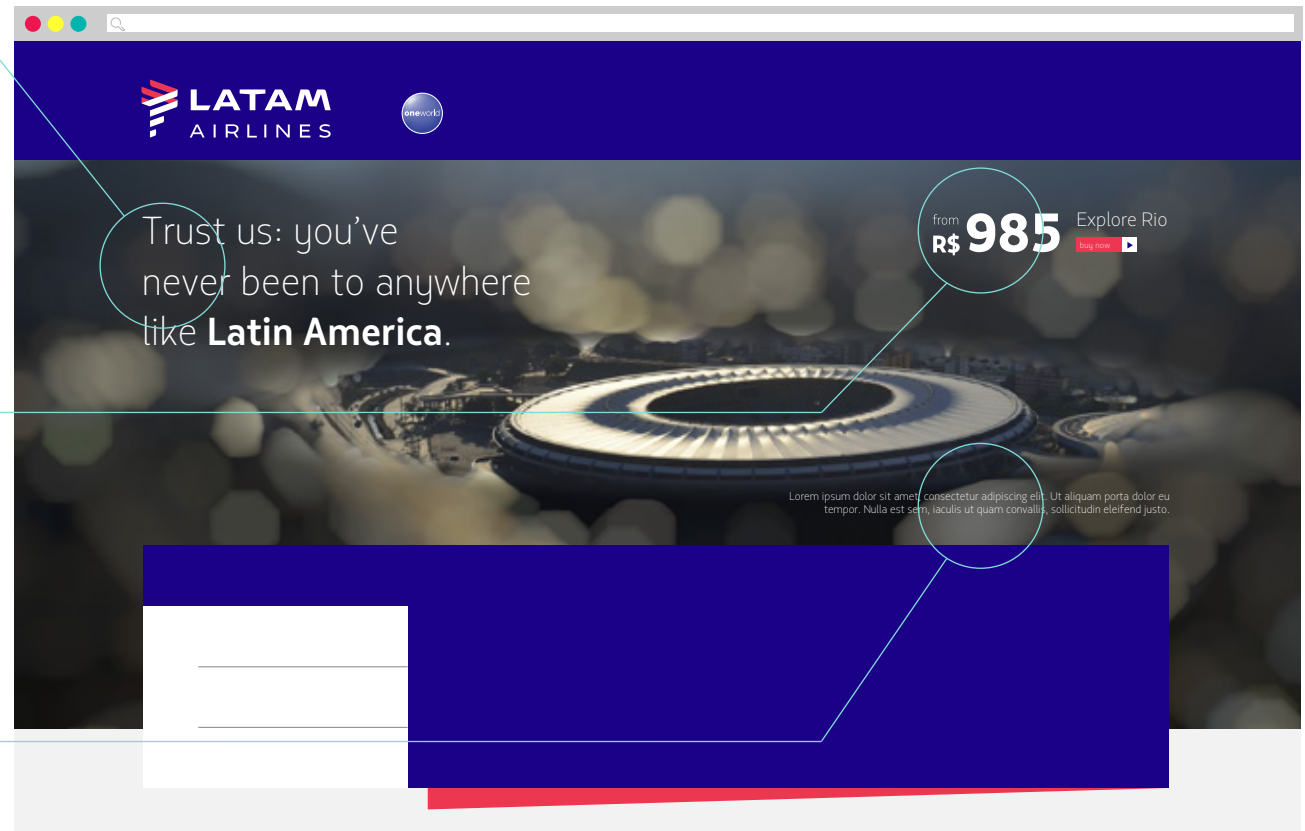 LATAM
AIRLINES
oneworld
Trust us: you've
never been to anywhere
like Latin America.
from
R$ 985
Explore Rio
buy now
Lorem ipsum dolor sit amet, consectetur adipiscing elit. Ut aliquam porta dolor eu
tempor. Nulla est sem, iaculis ut quam convallis, sollicitudin eleifend justo.